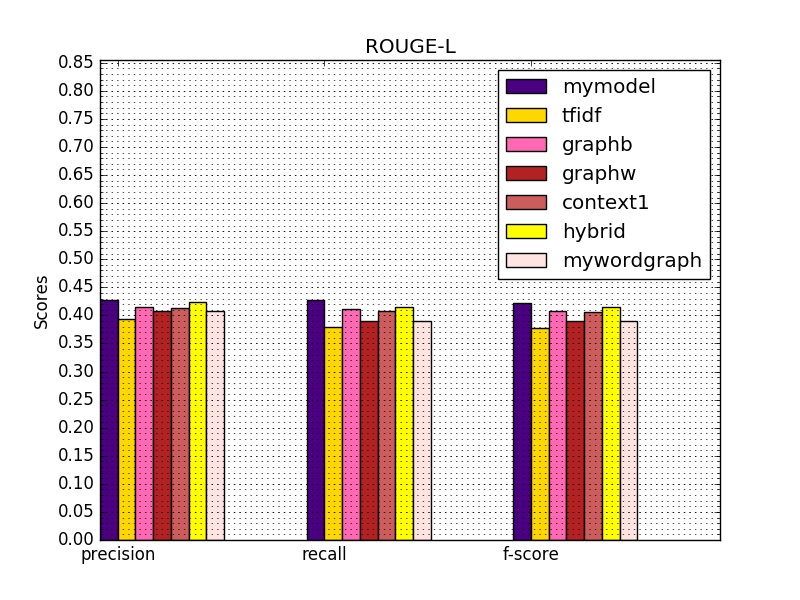 ROUGE-L
0.85
0.80
0.75
0.70
0.65
0.60
0.55
0.50
0.45
0.40
0.35
0.30
0.25
0.20
0.15
0.10
0.05
0.00
Scores
mymodel
tfidf
graphb
graphw
context1
hybrid
mywordgraph
precision recall f-score